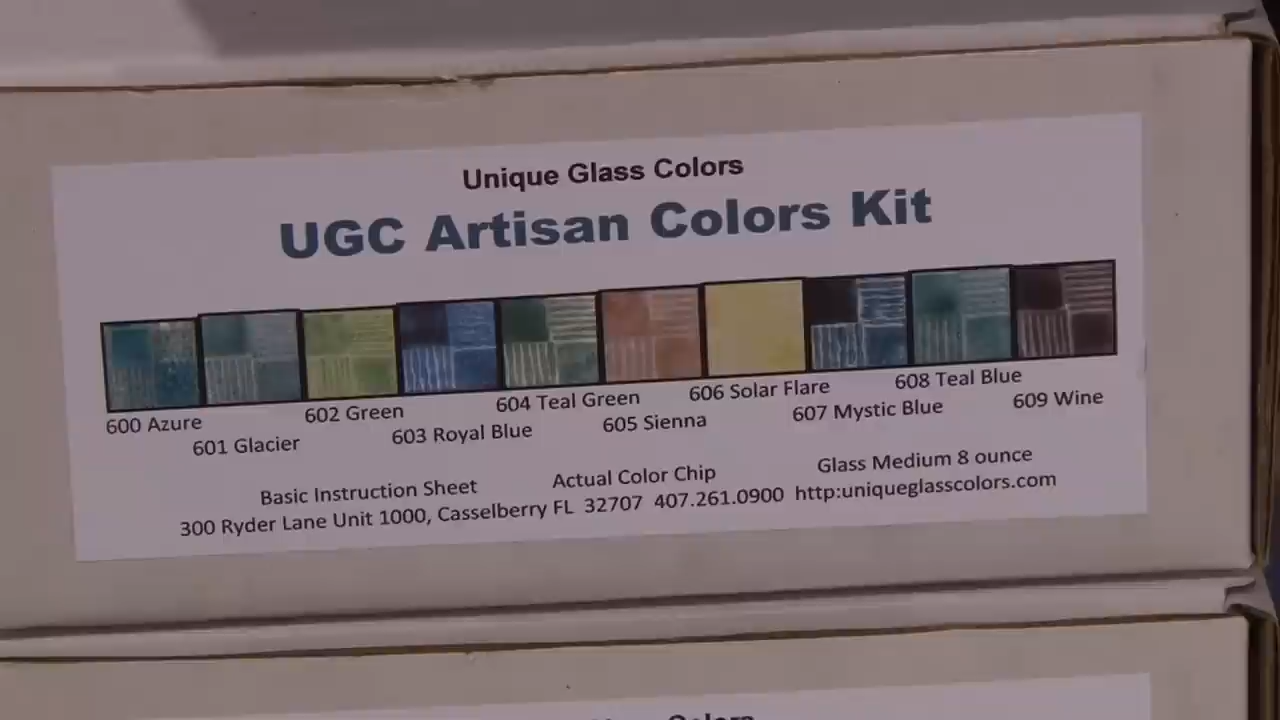 Unique Glass Colors
UGC Artisan Colors Kit
600 Azure
601 Glacier
602 Green
603 Royal Blue
604 Teal Green
605 Sienna
606 Solar Flare
607 Mystic Blue
608 Teal Blue
609 Wine
Basic Instruction Sheet Actual Color Chip Glass Medium 8 ounce
300 Ryder Lane Unit 1000, Casselberry FL 32707 407.261.0900 http:uniqueglasscolors.com
Colors